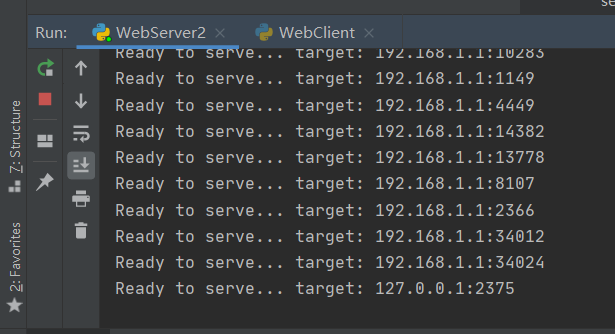 se
Run: WebServer2 × WebClient ×
Ready to serve... target: 192.168.1.1:10283
Ready to serve... target: 192.168.1.1:1149
Ready to serve... target: 192.168.1.1:4449
Ready to serve... target: 192.168.1.1:14382
Ready to serve... target: 192.168.1.1:13778
Ready to serve... target: 192.168.1.1:8107
Ready to serve... target: 192.168.1.1:2366
Ready to serve... target: 192.168.1.1:34012
Ready to serve... target: 192.168.1.1:34024
Ready to serve... target: 127.0.0.1:2375
7: Structure
2: Favorites